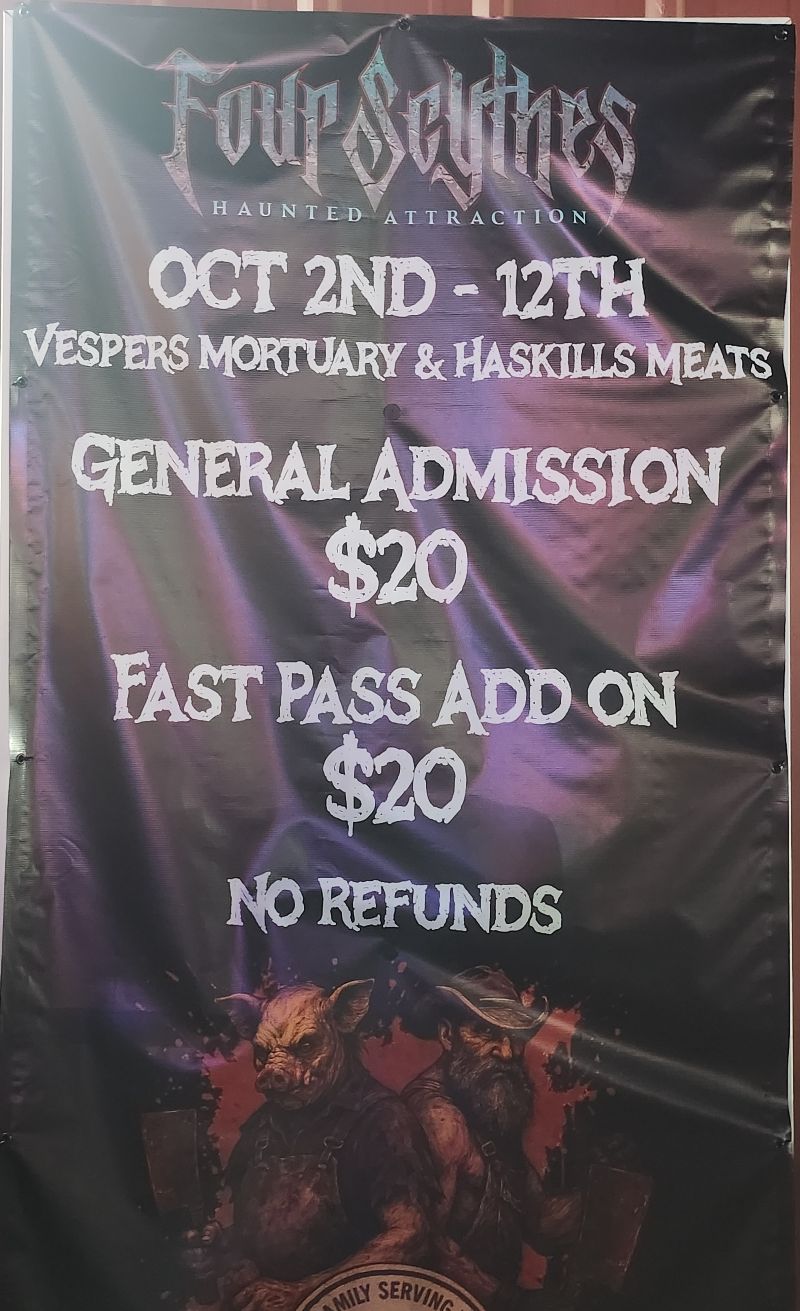 Four Scythes
HAUNTED ATTRACTION
OCT 2ND - 12TH
VESPERS MORTUARY & HASKILLS MEATS
GENERAL ADMISSION
$20
FAST PASS ADD ON
$20
NO REFUNDS
AMILY SERVING